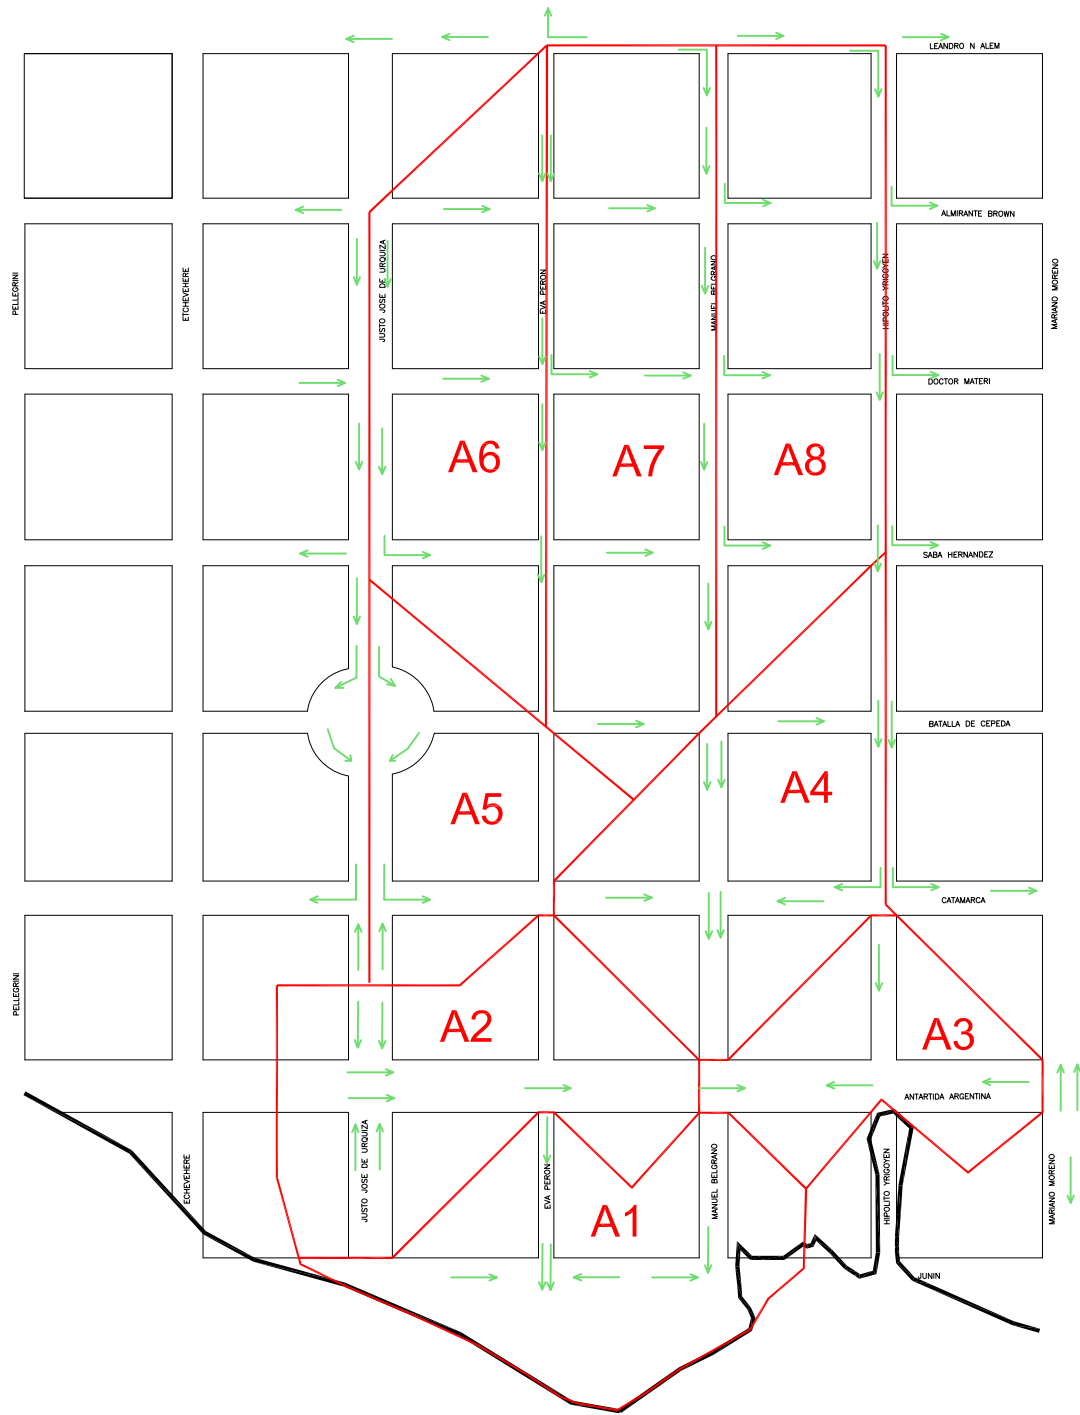 LEANDRO N ALEM
ALMIRANTE BROWN
PELLEGRINI
ETCHEVEHERE
JUSTO JOSE DE URQUIZA
EVA PERON
MANUEL BELGRANO
HIPOLITO YRIGOYEN
MARIANO MORENO
DOCTOR MATERI
A6
A7
A8
SABA HERNANDEZ
BATALLA DE CEPEDA
A5
A4
CATAMARCA
PELLEGRINI
A2
A3
ANTARTIDA ARGENTINA
ECHEVEHERE
JUSTO JOSE DE URQUIZA
EVA PERON
MANUEL BELGRANO
HIPOLITO YRIGOYEN
MARIANO MORENO
A1
JUNIN